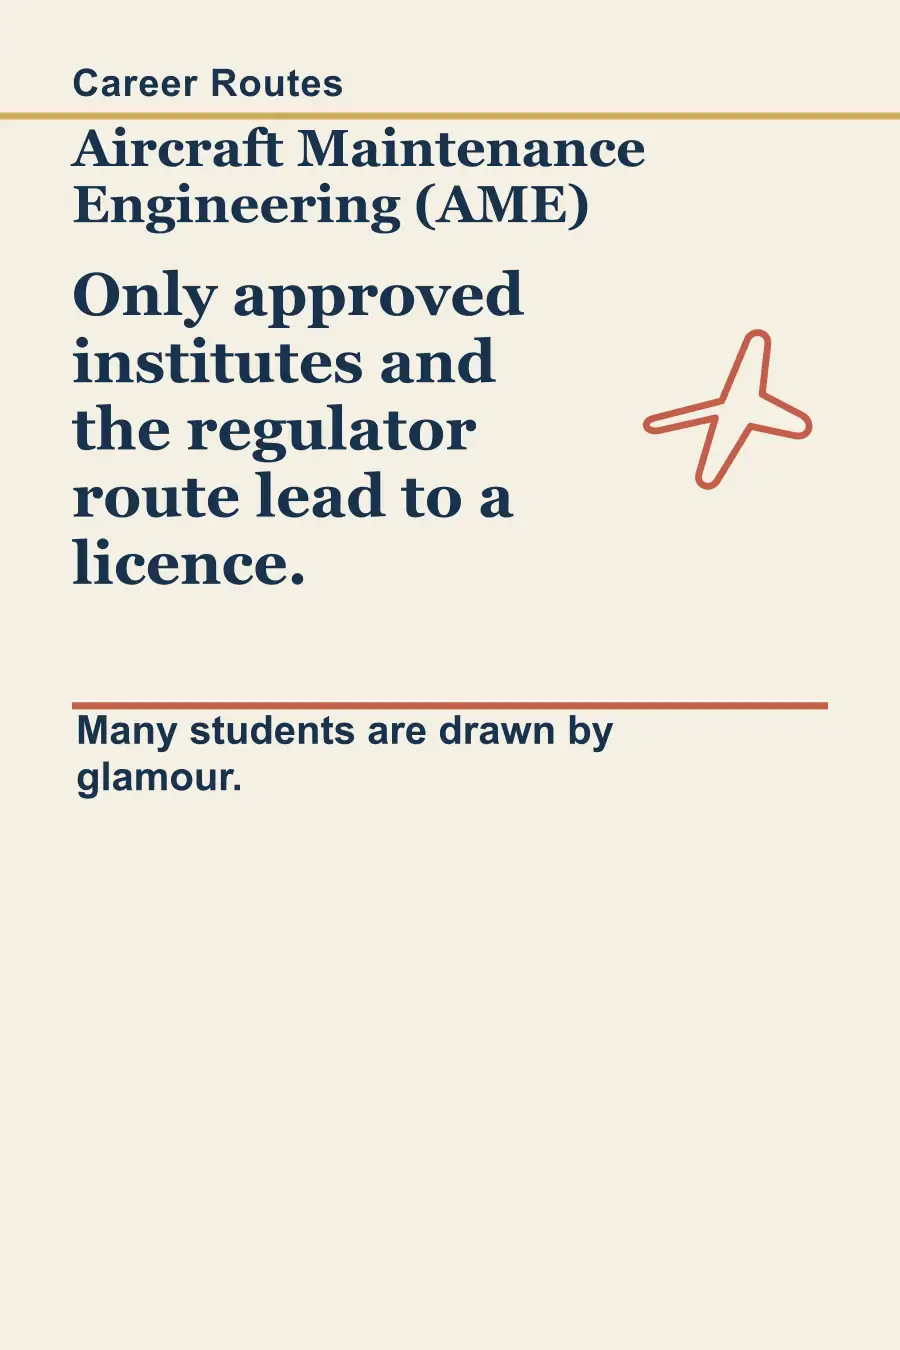 Career Routes
Aircraft Maintenance
Engineering (AME)
Only approved
institutes and
the regulator
route lead to a
licence.
Many students are drawn by
glamour.